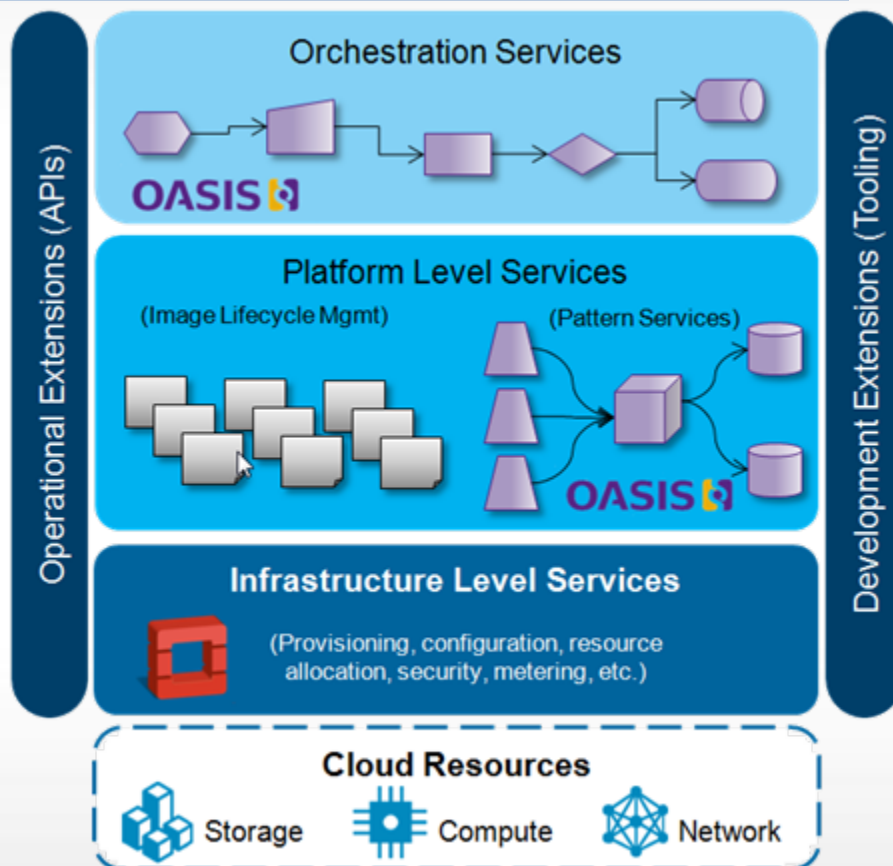 Operational Extensions (APIs)
Orchestration Services
OASIS
Platform Level Services
(Image Lifecycle Mgmt)
(Pattern Services)
OASIS
Infrastructure Level Services
(Provisioning, configuration, resource
allocation, security, metering, etc.)
Cloud Resources
Storage
Compute
Network
Development Extensions (Tooling)